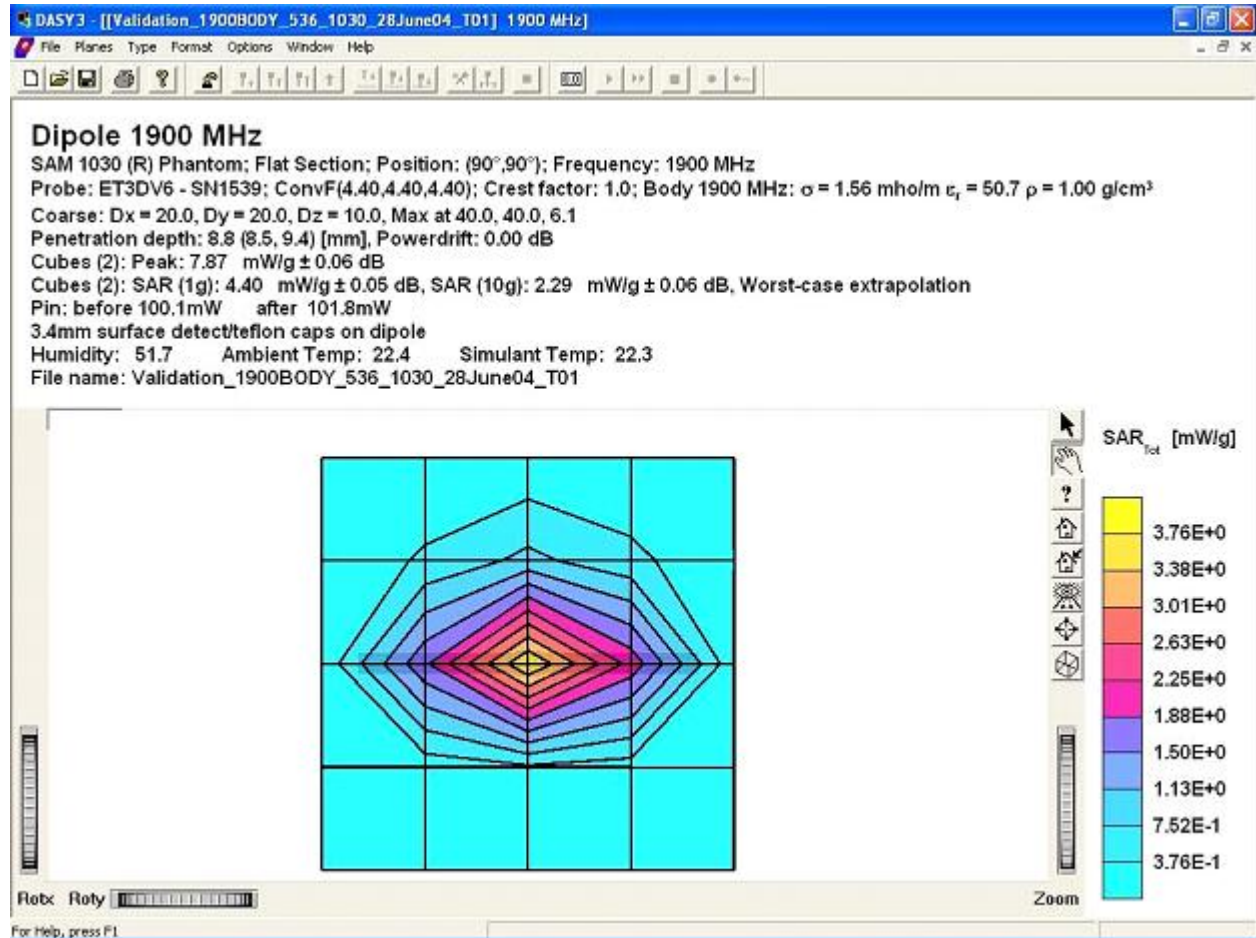 DASY3 - [[Validation_1900BODY_536_1030_28June04_T01] 1900 MHz]
File Planes Type Format Options Window Help
Dipole 1900 MHz
SAM 1030 (R) Phantom; Flat Section; Position: (90°,90°); Frequency: 1900 MHz
Probe: ET3DV6 - SN1539; ConvF(4.40,4.40,4.40); Crest factor: 1.0; Body 1900 MHz: σ = 1.56 mho/m εr = 50.7 ρ = 1.00 g/cm³
Coarse: Dx = 20.0, Dy = 20.0, Dz = 10.0, Max at 40.0, 40.0, 6.1
Penetration depth: 8.8 (8.5, 9.4) [mm], Powerdrift: 0.00 dB
Cubes (2): Peak: 7.87 mW/g ± 0.06 dB
Cubes (2): SAR (1g): 4.40 mW/g ± 0.05 dB, SAR (10g): 2.29 mW/g ± 0.06 dB, Worst-case extrapolation
Pin: before 100.1mW after 101.8mW
3.4mm surface detect/teflon caps on dipole
Humidity: 51.7 Ambient Temp: 22.4 Simulant Temp: 22.3
File name: Validation_1900BODY_536_1030_28June04_T01
SARTot [mW/g]
3.76E+0
3.38E+0
3.01E+0
2.63E+0
2.25E+0
1.88E+0
1.50E+0
1.13E+0
7.52E-1
3.76E-1
Rotx Roty
Zoom
For Help, press F1